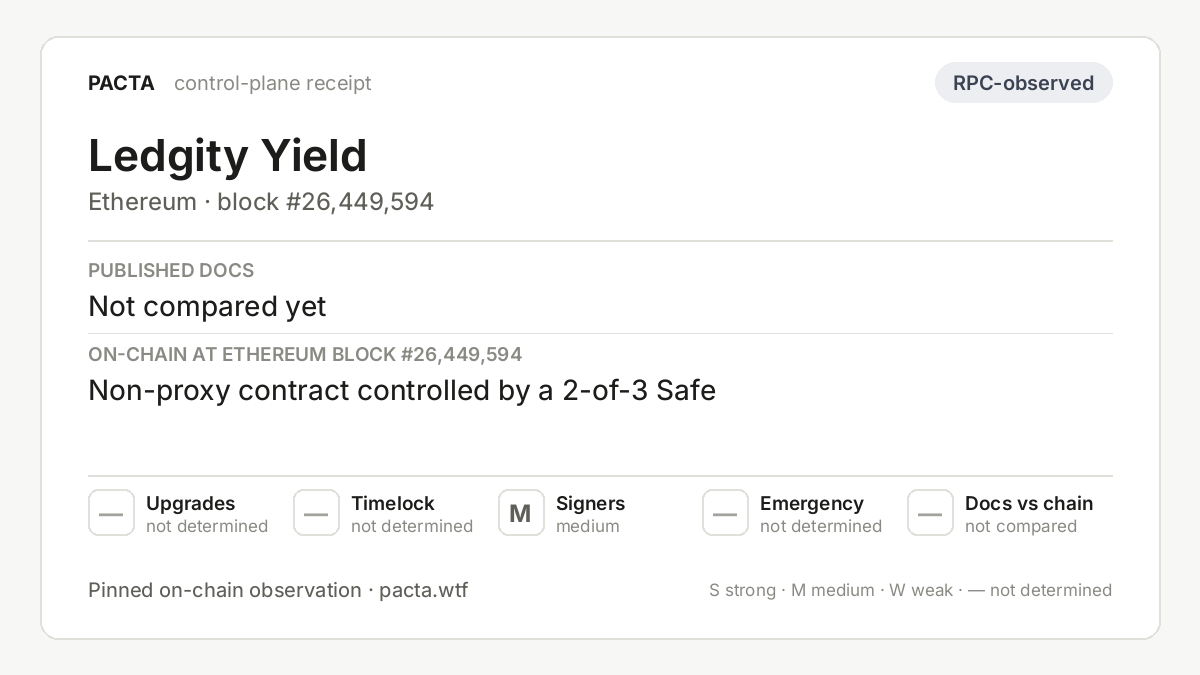 PACTA control-plane receipt RPC-observed
Ledgity Yield
Ethereum · block #26,449,594
PUBLISHED DOCS
Not compared yet
ON-CHAIN AT ETHEREUM BLOCK #26,449,594
Non-proxy contract controlled by a 2-of-3 Safe
— Upgrades not determined
— Timelock not determined
M Signers medium
— Emergency not determined
— Docs vs chain not compared
Pinned on-chain observation · pacta.wtf
S strong · M medium · W weak · — not determined